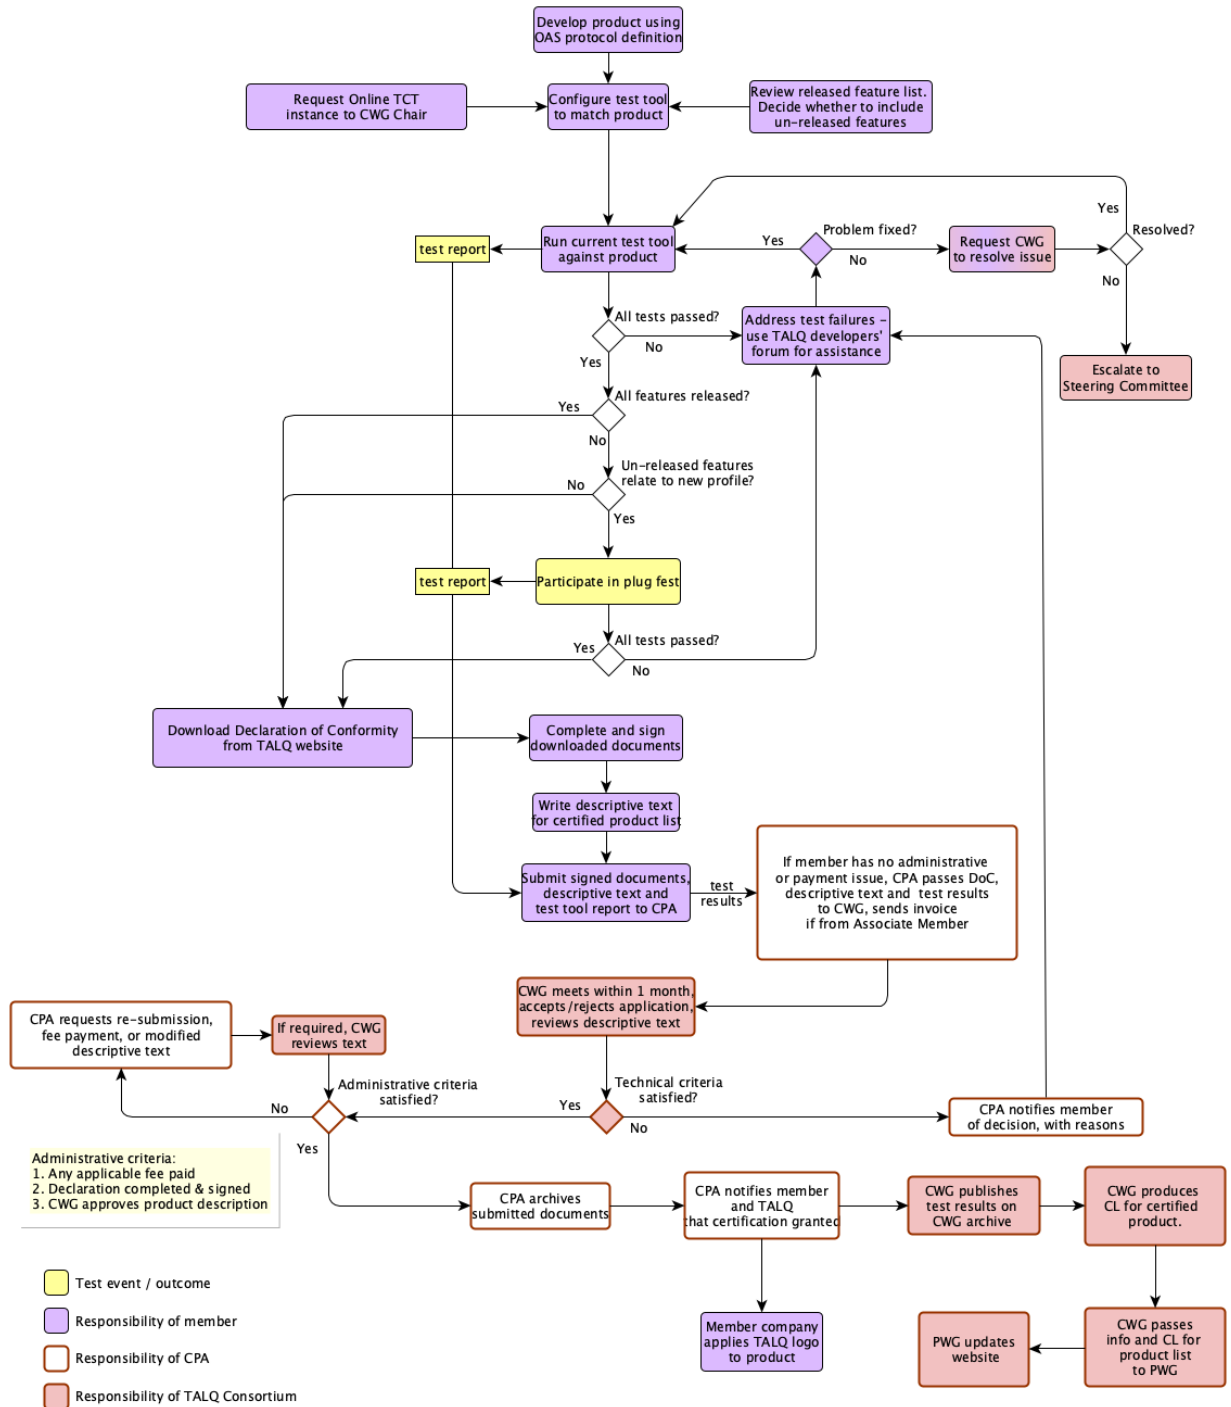 Develop product using
OAS protocol definition
Request Online TCT
instance to CWG Chair
Configure test tool
to match product
Review released feature list.
Decide whether to include
un-released features
Yes
Resolved?
No
test report
Run current test tool
against product
Yes
Problem fixed?
No
Request CWG
to resolve issue
Escalate to
Steering Committee
All tests passed?
No
Yes
Address test failures -
use TALQ developers'
forum for assistance
All features released?
Yes
No
Un-released features
relate to new profile?
No
Yes
test report
Participate in plug fest
All tests passed?
Yes
No
Download Declaration of Conformity
from TALQ website
Complete and sign
downloaded documents
Write descriptive text
for certified product list
Submit signed documents,
descriptive text and
test tool report to CPA
test
results
If member has no administrative
or payment issue, CPA passes DoC,
descriptive text and test results
to CWG, sends invoice
if from Associate Member
CWG meets within 1 month,
accepts/rejects application,
reviews descriptive text
CPA requests re-submission,
fee payment, or modified
descriptive text
If required, CWG
reviews text
Administrative criteria
satisfied?
No
Yes
Technical criteria
satisfied?
Yes
No
CPA notifies member
of decision, with reasons
Administrative criteria:
1. Any applicable fee paid
2. Declaration completed & signed
3. CWG approves product description
CPA archives
submitted documents
CPA notifies member
and TALQ
that certification granted
CWG publishes
test results on
CWG archive
CWG produces
CL for certified
product.
Member company
applies TALQ logo
to product
PWG updates
website
CWG passes
info and CL for
product list
to PWG
Test event / outcome
Responsibility of member
Responsibility of CPA
Responsibility of TALQ Consortium